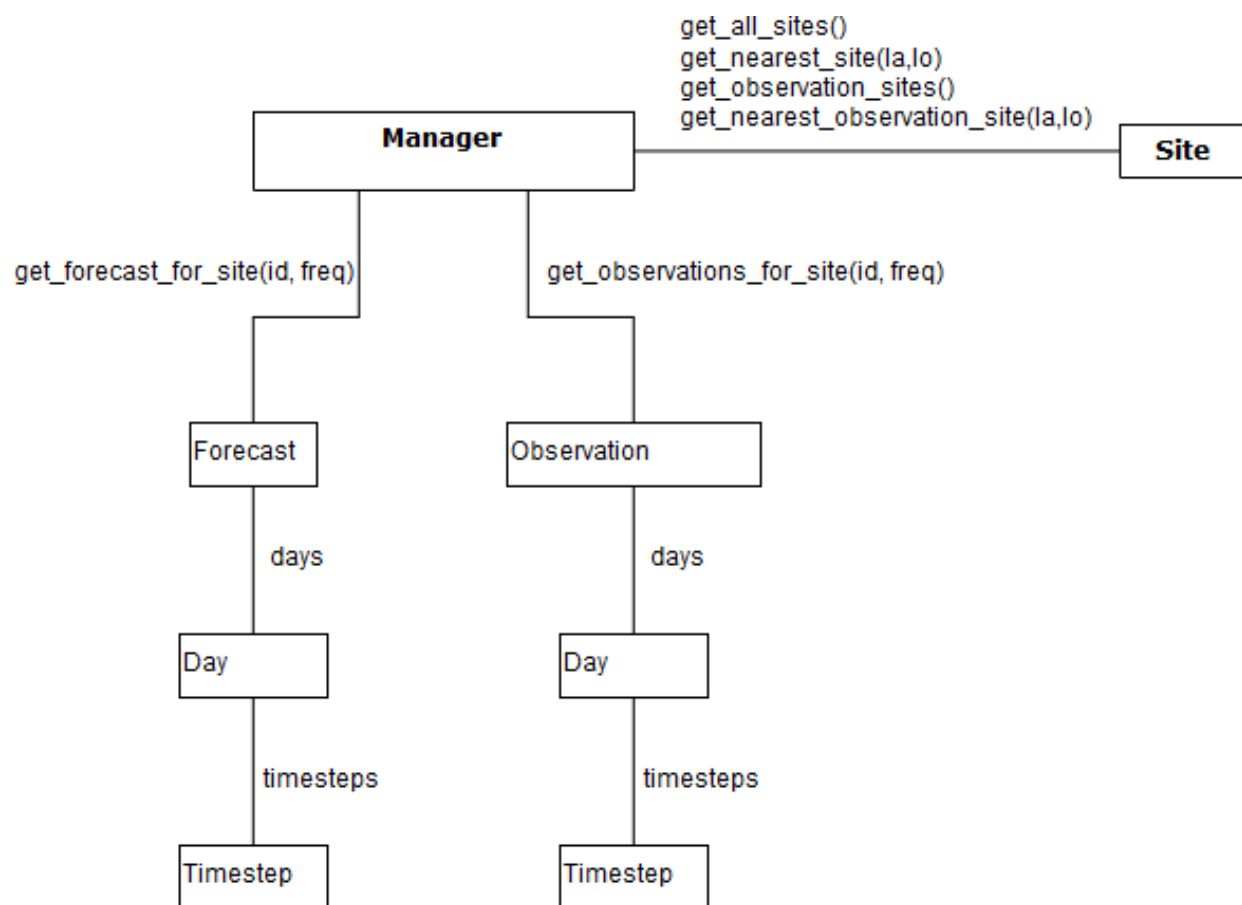 get_all_sites()
get_nearest_site(la,lo)
get_observation_sites()
get_nearest_observation_site(la,lo)
Manager
Site
get_forecast_for_site(id, freq)
get_observations_for_site(id, freq)
Forecast
Observation
days
days
Day
Day
timesteps
timesteps
Timestep
Timestep